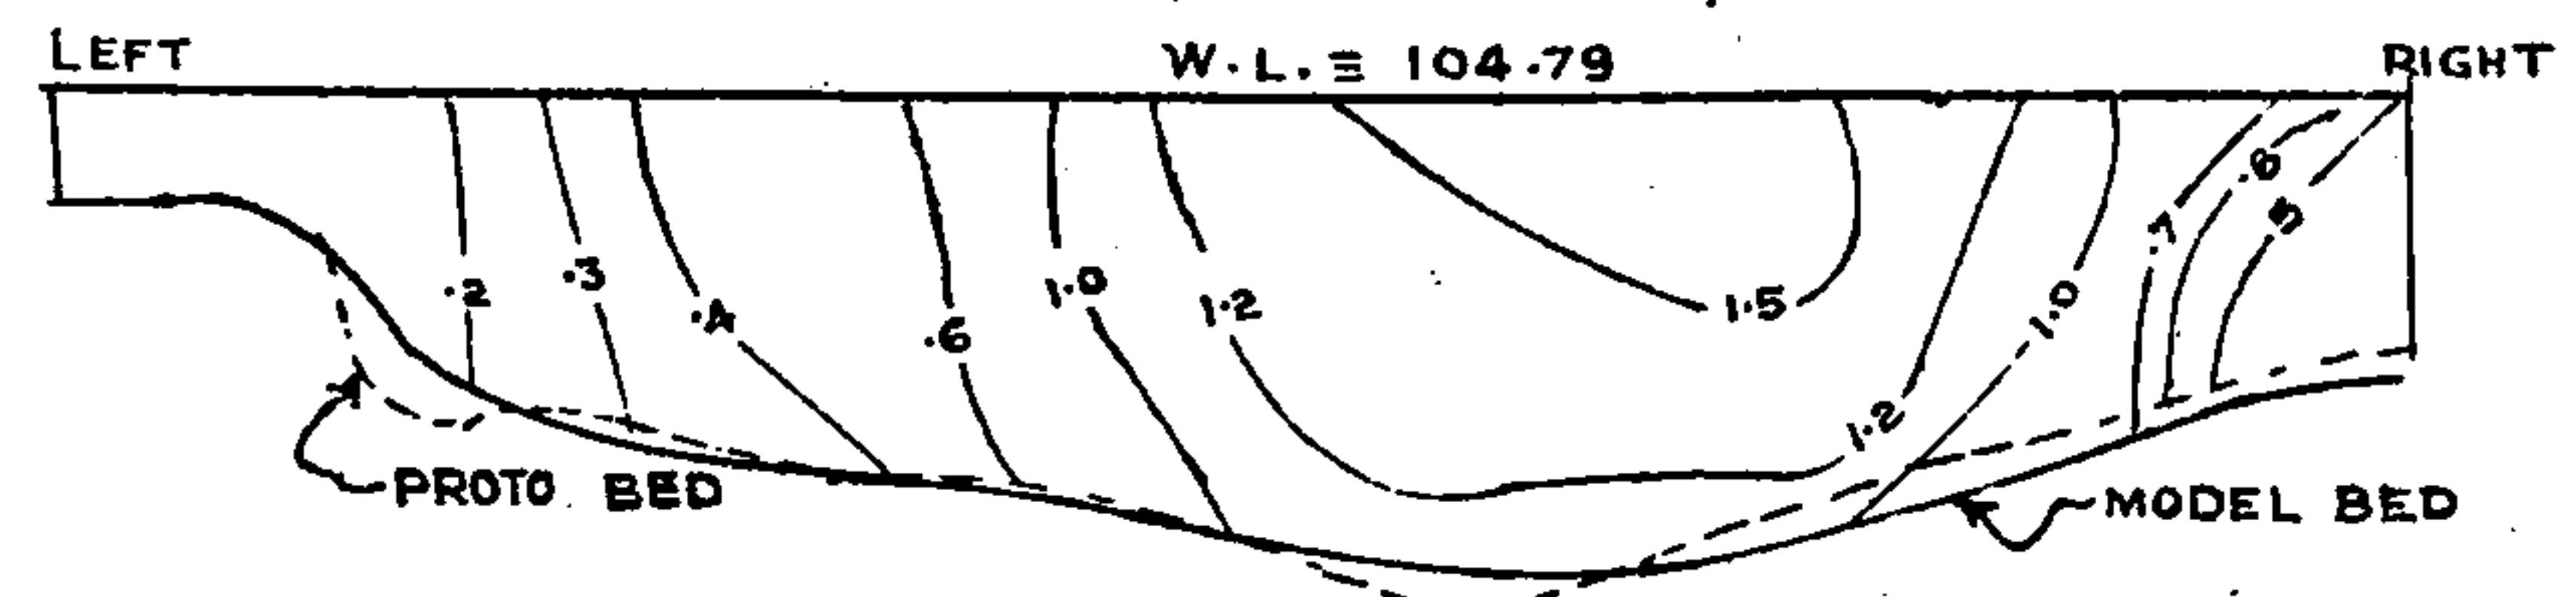 LEFT
W.L. ≡ 104.79
RIGHT
.2
.3
.4
.6
1.0
1.2
1.5
1.2
1.0
.7
.6
.5
PROTO BED
MODEL BED